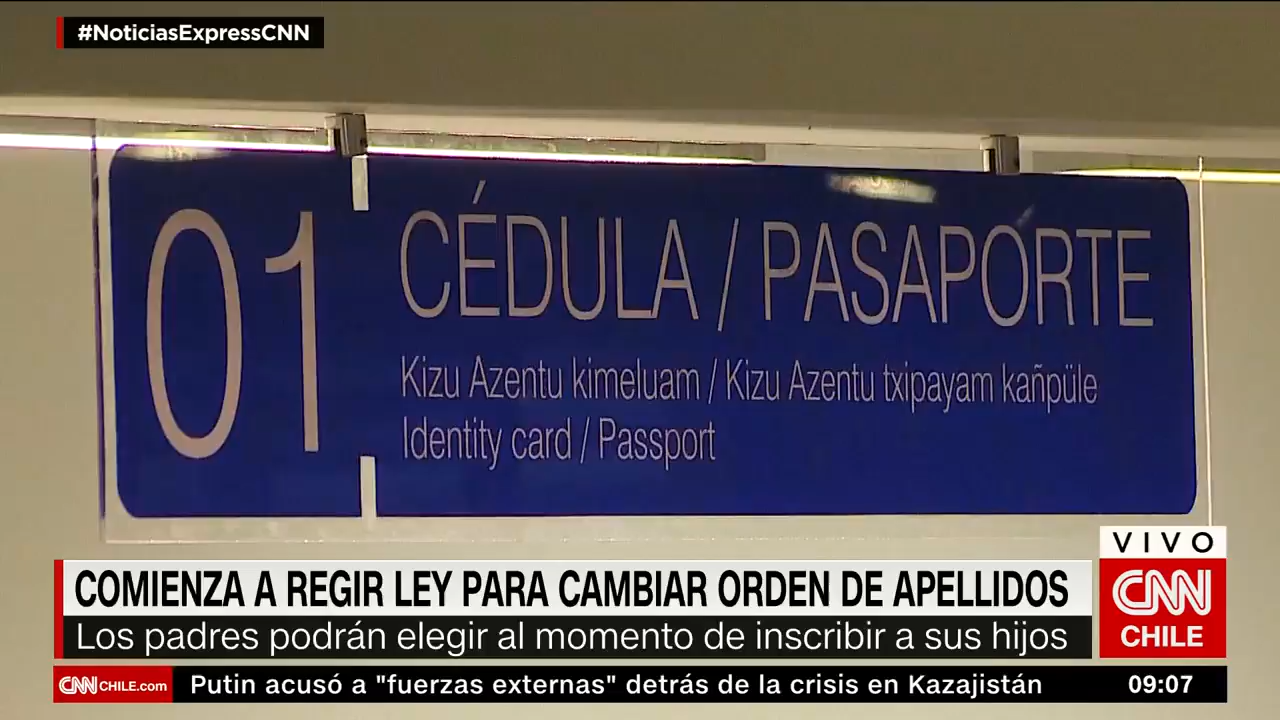 #NoticiasExpressCNN
01
CÉDULA / PASAPORTE
Kizu Azentu kimeluam / Kizu Azentu txipayam kañpüle
Identity card / Passport
VIVO
CNN
CHILE
COMIENZA A REGIR LEY PARA CAMBIAR ORDEN DE APELLIDOS
Los padres podrán elegir al momento de inscribir a sus hijos
CNNCHILE.com
Putin acusó a "fuerzas externas" detrás de la crisis en Kazajistán
09:07